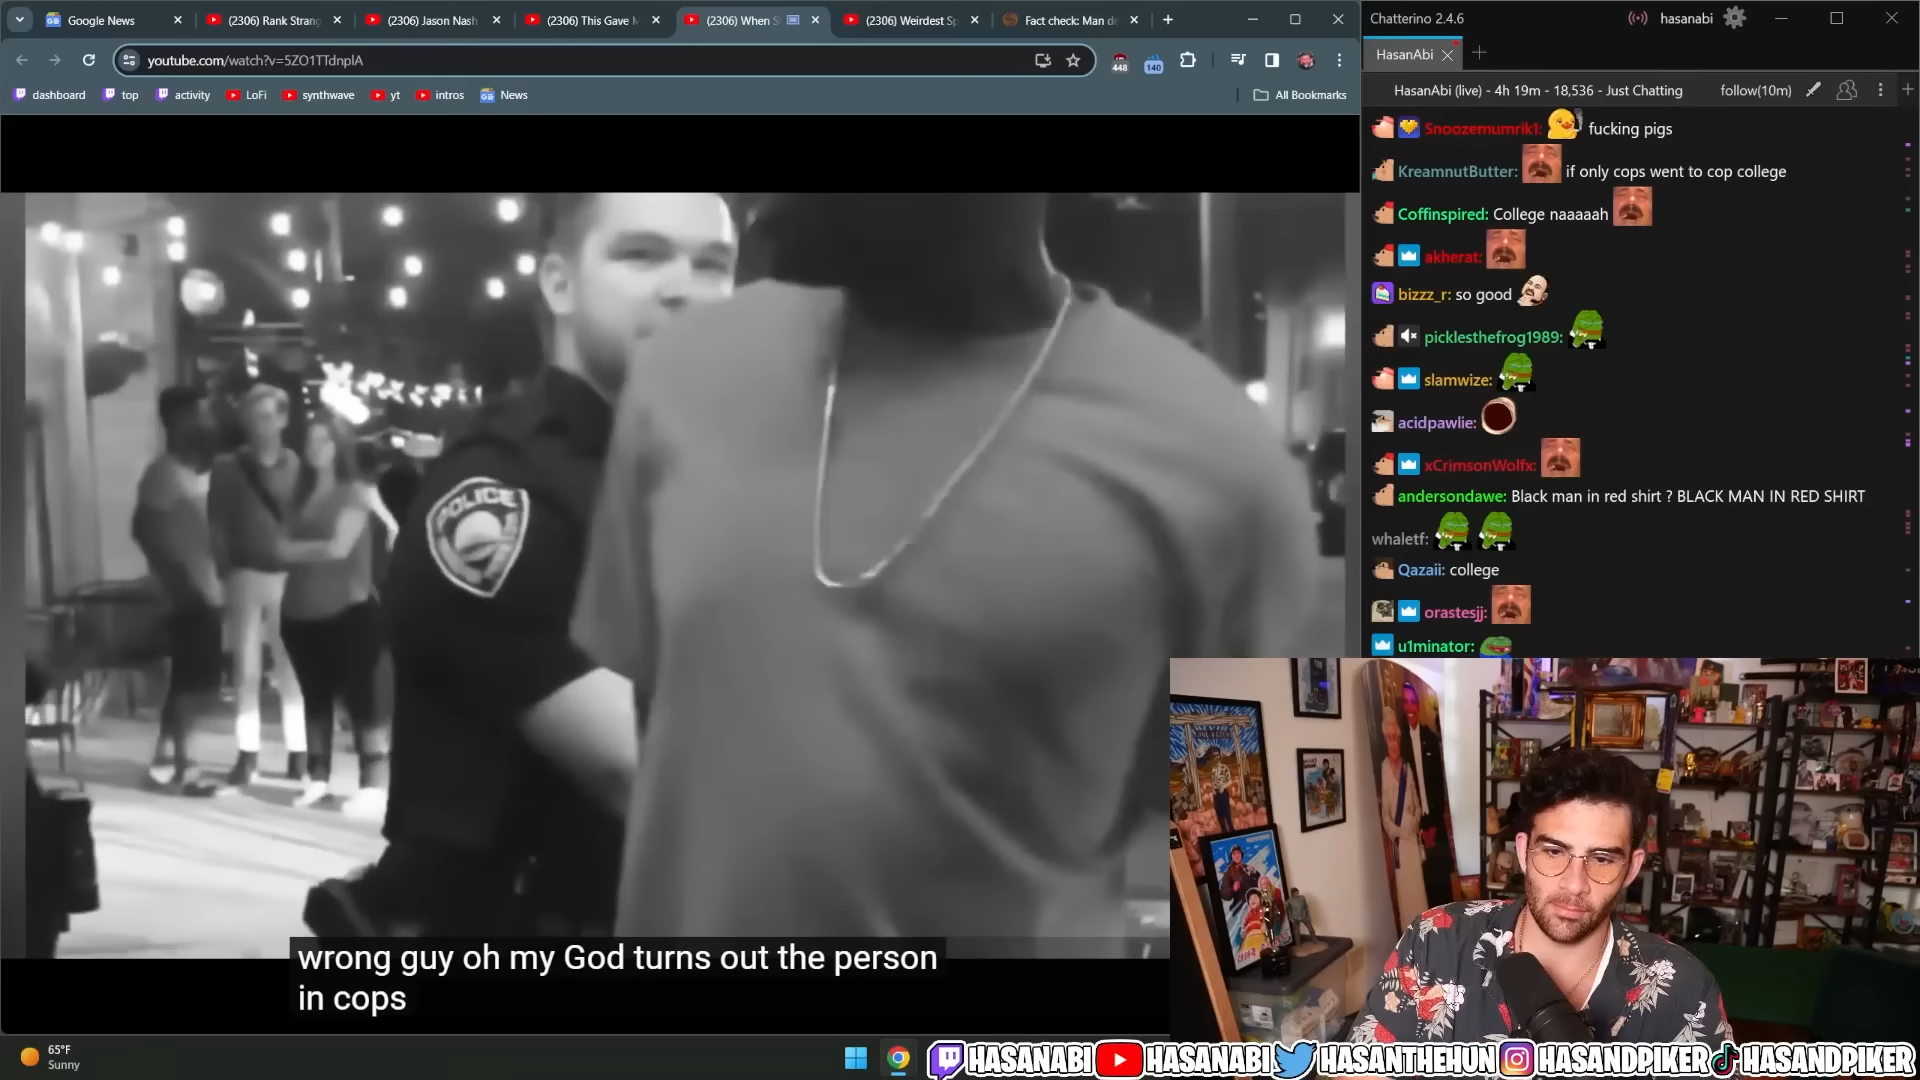 Google News
(2306) Rank Strang
(2306) Jason Nash
(2306) This Gave M
(2306) When S
(2306) Weirdest Sp
Fact check: Man de
youtube.com/watch?v=5ZO1TTdnplA
448
140
dashboard
top
activity
LoFi
synthwave
yt
intros
News
All Bookmarks
Chatterino 2.4.6
hasanabi
HasanAbi
HasanAbi (live) - 4h 19m - 18,536 - Just Chatting
follow(10m)
Snoozemumrik1: fucking pigs
KreamnutButter: if only cops went to cop college
Coffinspired: College naaaaah
akherat:
bizzz_r: so good
picklesthefrog1989:
slamwize:
acidpawlie:
xCrimsonWolfx:
andersondawe: Black man in red shirt ? BLACK MAN IN RED SHIRT
whaletf:
Qazaii: college
orastesjj:
u1minator:
POLICE
wrong guy oh my God turns out the person
in cops
65°F
Sunny
HASANABI
HASANABI
HASANTHEHUN
HASANDPIKER
HASANDPIKER